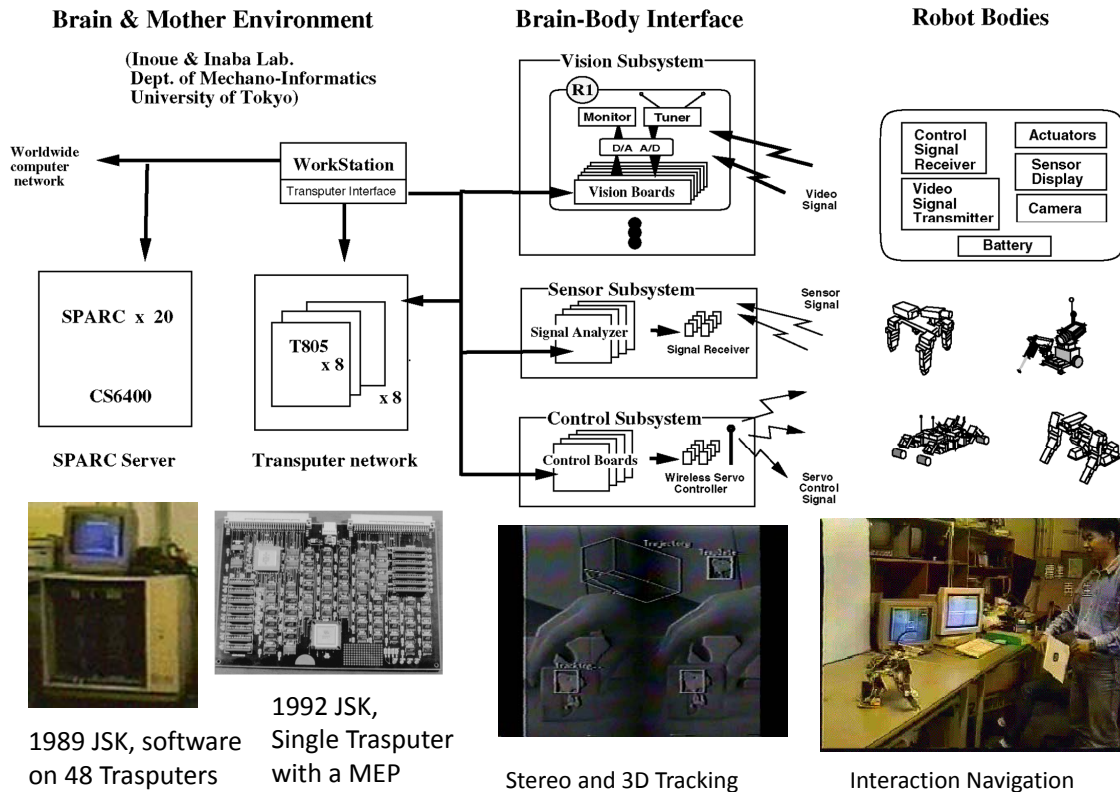 Brain & Mother Environment
(Inoue & Inaba Lab.
Dept. of Mechano-Informatics
University of Tokyo)
Worldwide
computer
network
WorkStation
Transputer Interface
SPARC x 20
CS6400
SPARC Server
T805
x 8
x 8
Transputer network
Brain-Body Interface
Vision Subsystem
R1
Monitor
Tuner
D/A A/D
Vision Boards
Video
Signal
Sensor Subsystem
Signal Analyzer
Signal Receiver
Sensor
Signal
Control Subsystem
Control Boards
Wireless Servo
Controller
Servo
Control
Signal
Robot Bodies
Control
Signal
Receiver
Actuators
Sensor
Display
Video
Signal
Transmitter
Camera
Battery
Trajectory
Template
Tracking..
1989 JSK, software
on 48 Trasputers
1992 JSK,
Single Trasputer
with a MEP
Stereo and 3D Tracking
Interaction Navigation